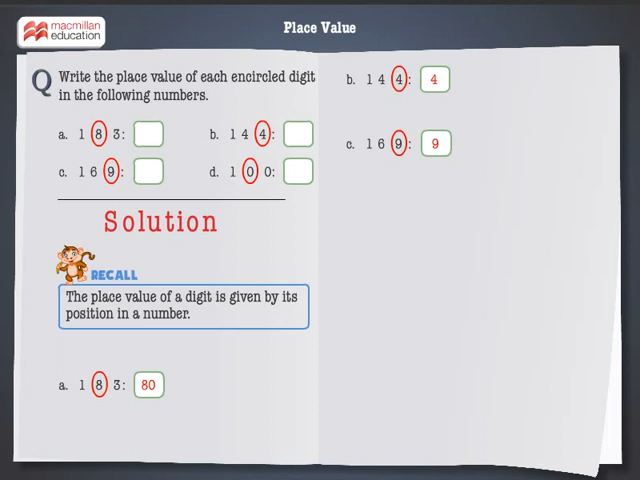 macmillan
education
Place Value
Q Write the place value of each encircled digit
in the following numbers.
a. 1 8 3:
b. 1 4 4:
c. 1 6 9:
d. 1 0 0:
Solution
RECALL
The place value of a digit is given by its
position in a number.
a. 1 8 3: 80
b. 1 4 4: 4
c. 1 6 9: 9